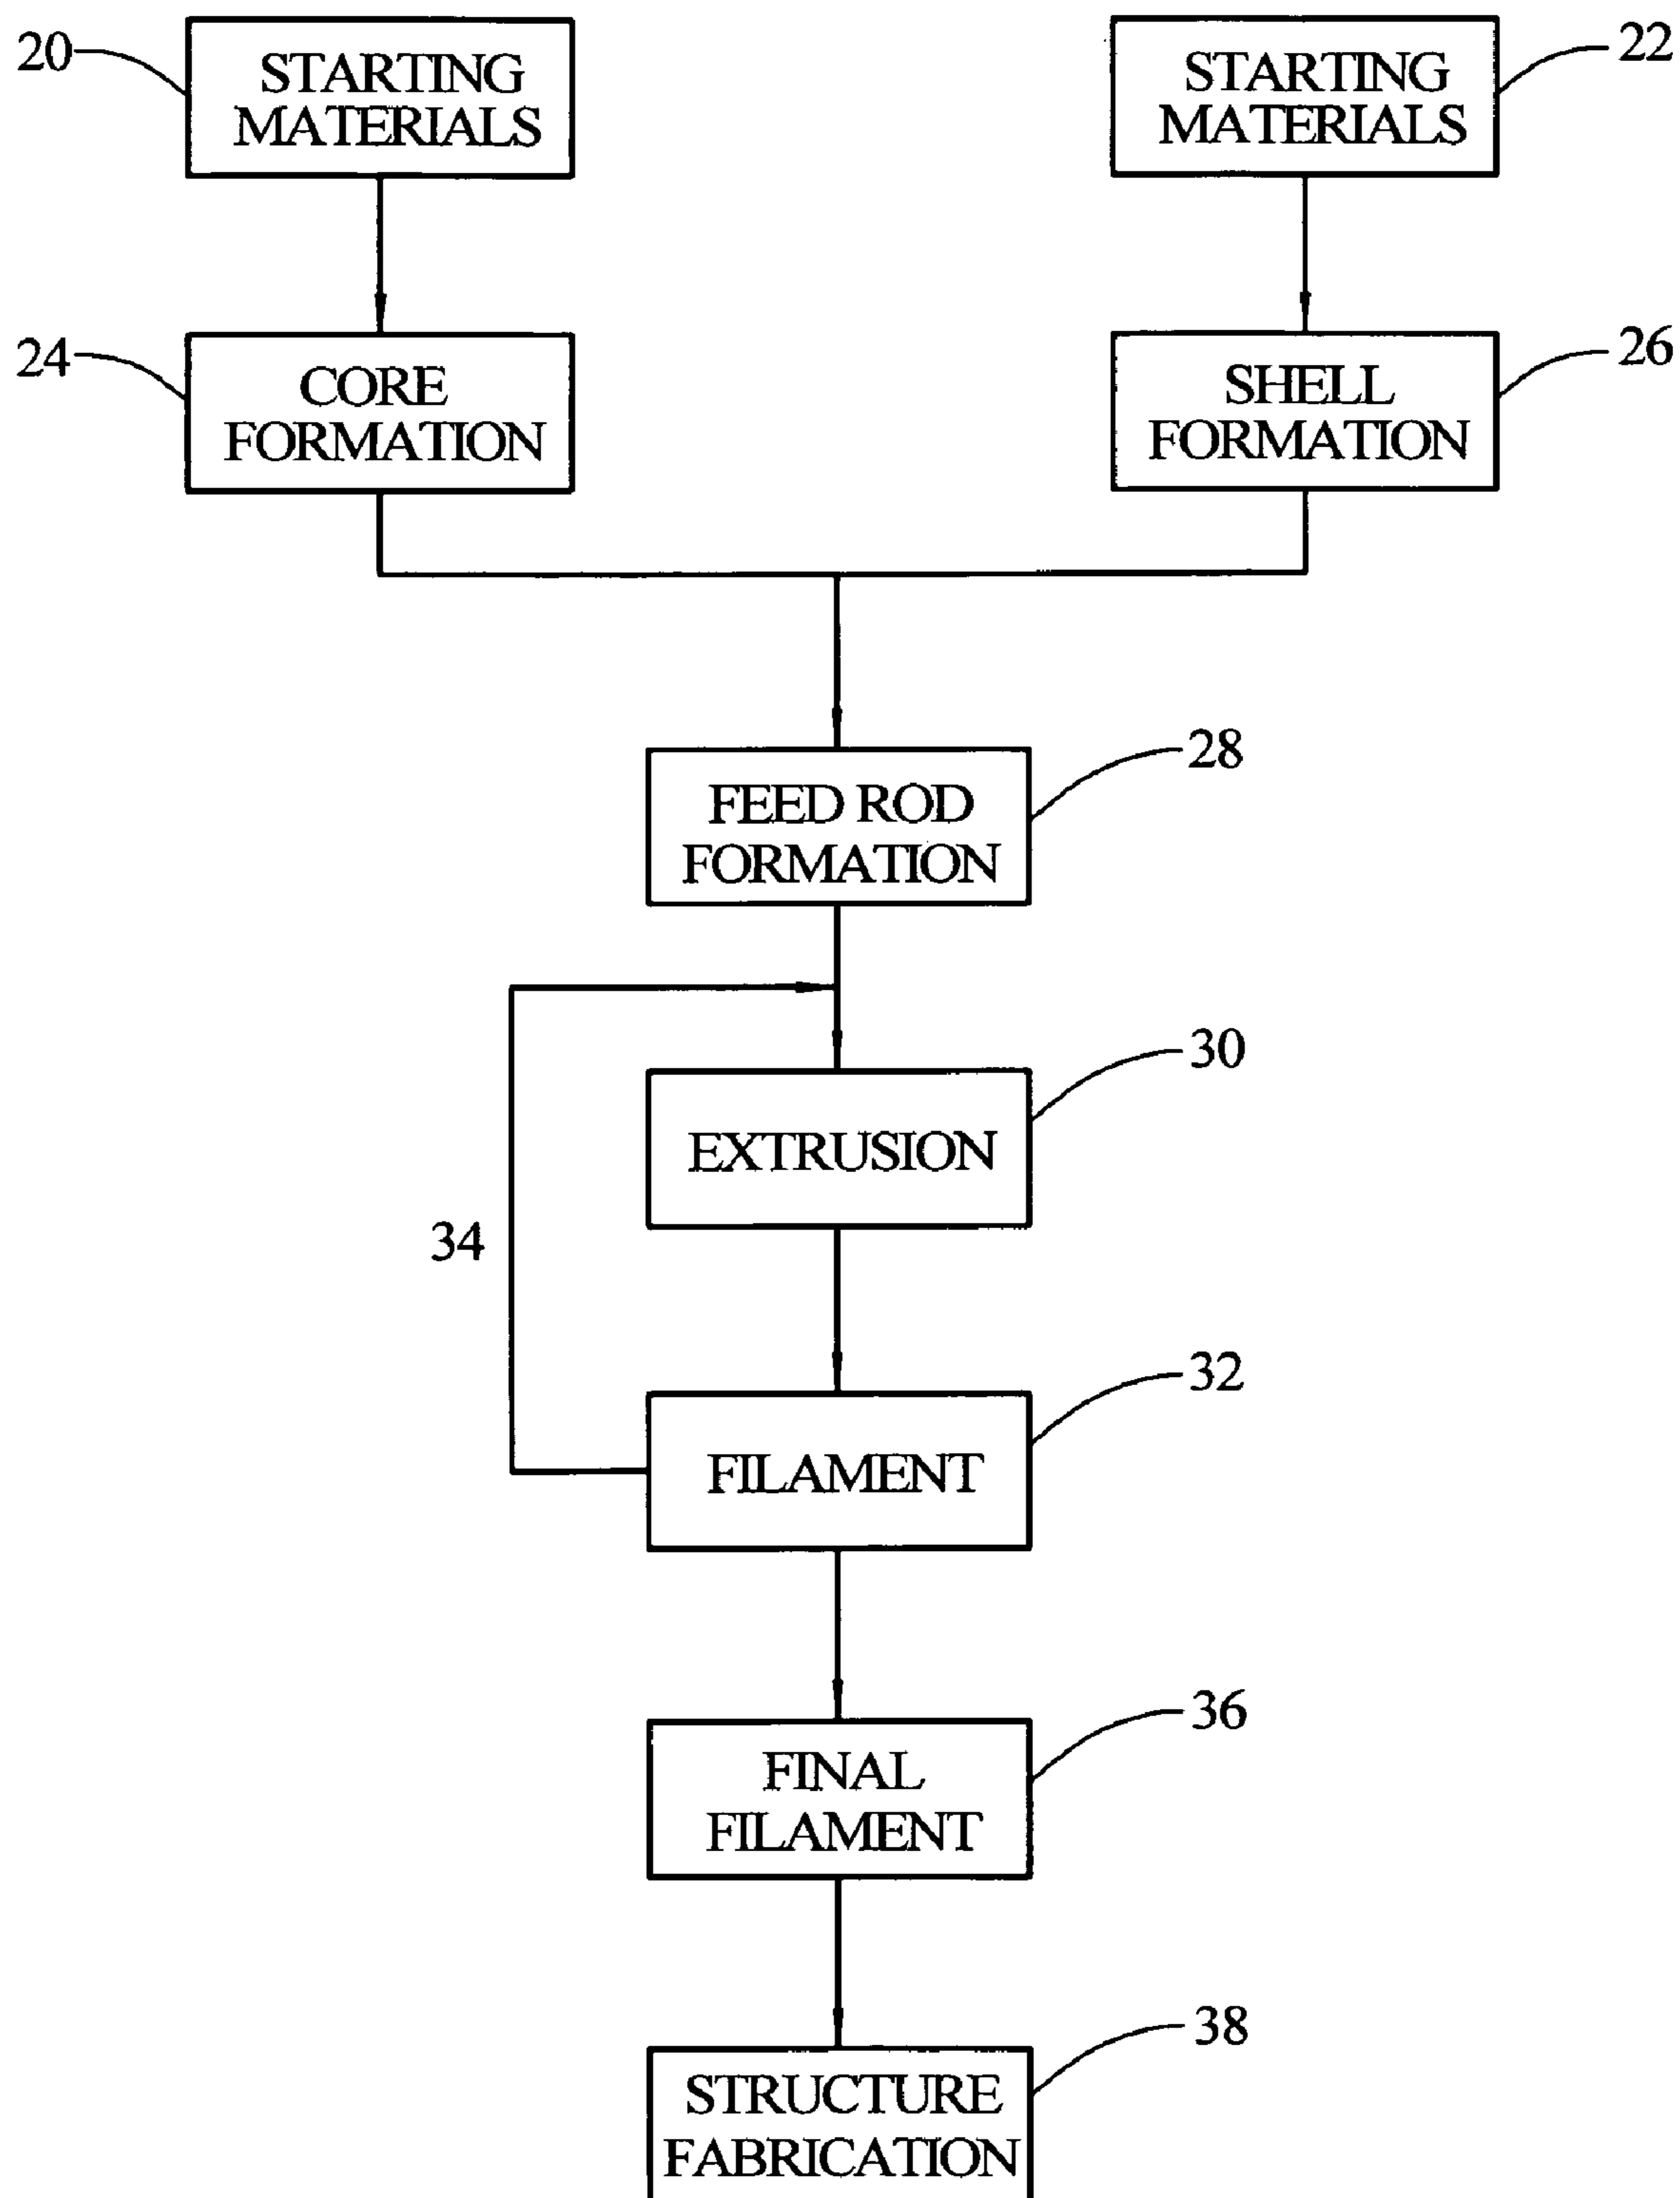 20
STARTING
MATERIALS
STARTING
MATERIALS
22
24
CORE
FORMATION
SHELL
FORMATION
26
28
FEED ROD
FORMATION
30
EXTRUSION
34
32
FILAMENT
36
FINAL
FILAMENT
38
STRUCTURE
FABRICATION